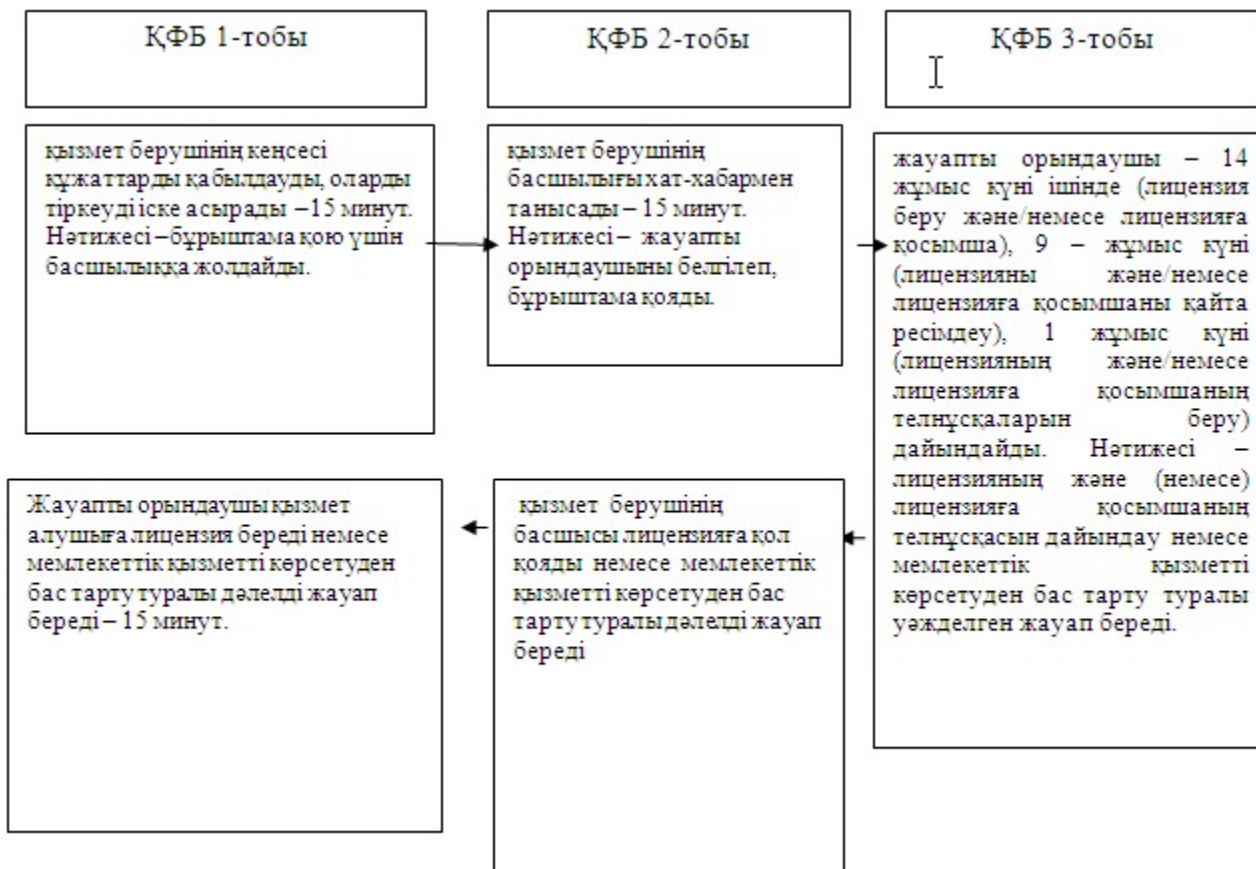 ҚФБ 1-тобы
ҚФБ 2-тобы
ҚФБ 3-тобы
қызмет берушінің кеңсесі
құжаттарды қабылдауды, оларды
тіркеуді іске асырады – 15 минут.
Нәтижесі – бұрыштама қою үшін
басшылыққа жолдайды.
қызмет берушінің
басшылығы хат-хабармен
танысады – 15 минут.
Нәтижесі – жауапты
орындаушыны белгілеп,
бұрыштама қояды.
жауапты орындаушы – 14
жұмыс күні ішінде (лицензия
беру және/немесе лицензияға
қосымша), 9 – жұмыс күні
(лицензияны және/немесе
лицензияға қосымшаны қайта
ресімдеу), 1 жұмыс күні
(лицензияның және/немесе
лицензияға қосымшаның
телнұсқаларын беру)
дайындайды. Нәтижесі –
лицензияның және (немесе)
лицензияға қосымшаның
телнұсқасын дайындау немесе
мемлекеттік қызметті
көрсетуден бас тарту туралы
уәжделген жауап береді.
қызмет берушінің
басшысы лицензияға қол
қояды немесе мемлекеттік
қызметті көрсетуден бас
тарту туралы дәлелді жауап
береді
Жауапты орындаушы қызмет
алушыға лицензия береді немесе
мемлекеттік қызметті көрсетуден
бас тарту туралы дәлелді жауап
береді – 15 минут.